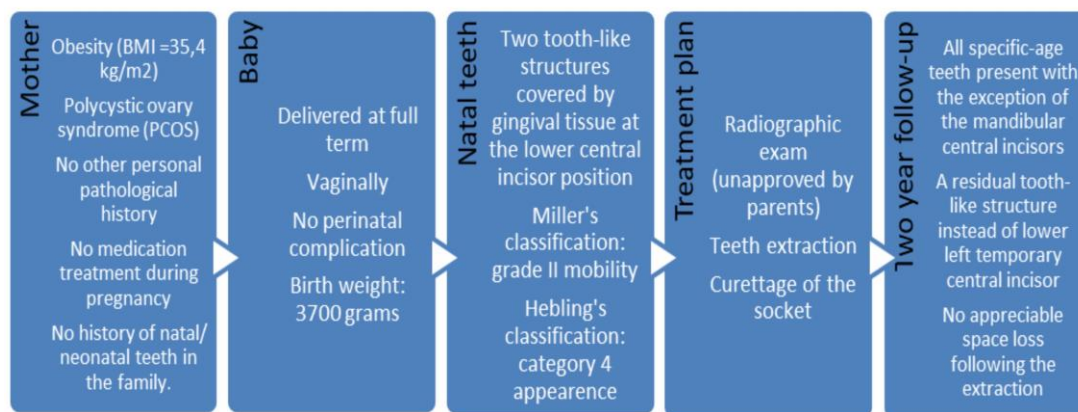 Mother
Obesity (BMI =35,4
kg/m2)
Polycystic ovary
syndrome (PCOS)
No other personal
pathological
history
No medication
treatment during
pregnancy
No history of natal/
neonatal teeth in
the family.
Baby
Delivered at full
term
Vaginally
No perinatal
complication
Birth weight:
3700 grams
Natal teeth
Two tooth-like
structures
covered by
gingival tissue at
the lower central
incisor position
Miller's
classification:
grade II mobility
Hebling's
classification:
category 4
appearence
Treatment plan
Radiographic
exam
(unapproved by
parents)
Teeth extraction
Curettage of the
socket
Two year follow-up
All specific-age
teeth present with
the exception of
the mandibular
central incisors
A residual tooth-
like structure
instead of lower
left temporary
central incisor
No appreciable
space loss
following the
extraction